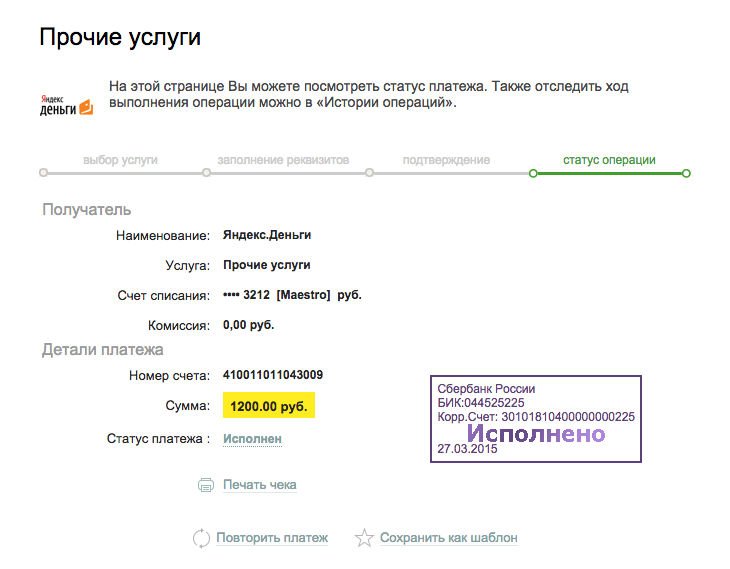 Прочие услуги
Яндекс
деньги
На этой странице Вы можете посмотреть статус платежа. Также отследить ход
выполнения операции можно в «Истории операций».
выбор услуги
заполнение реквизитов
подтверждение
статус операции
Получатель
Наименование: Яндекс.Деньги
Услуга: Прочие услуги
Счет списания: •••• 3212 [Maestro] руб.
Комиссия: 0,00 руб.
Детали платежа
Номер счета: 410011011043009
Сумма: 1200.00 руб.
Статус платежа : Исполнен
Сбербанк России
БИК:044525225
Корр.Счет: 30101810400000000225
Исполнено
27.03.2015
Печать чека
Повторить платеж
Сохранить как шаблон